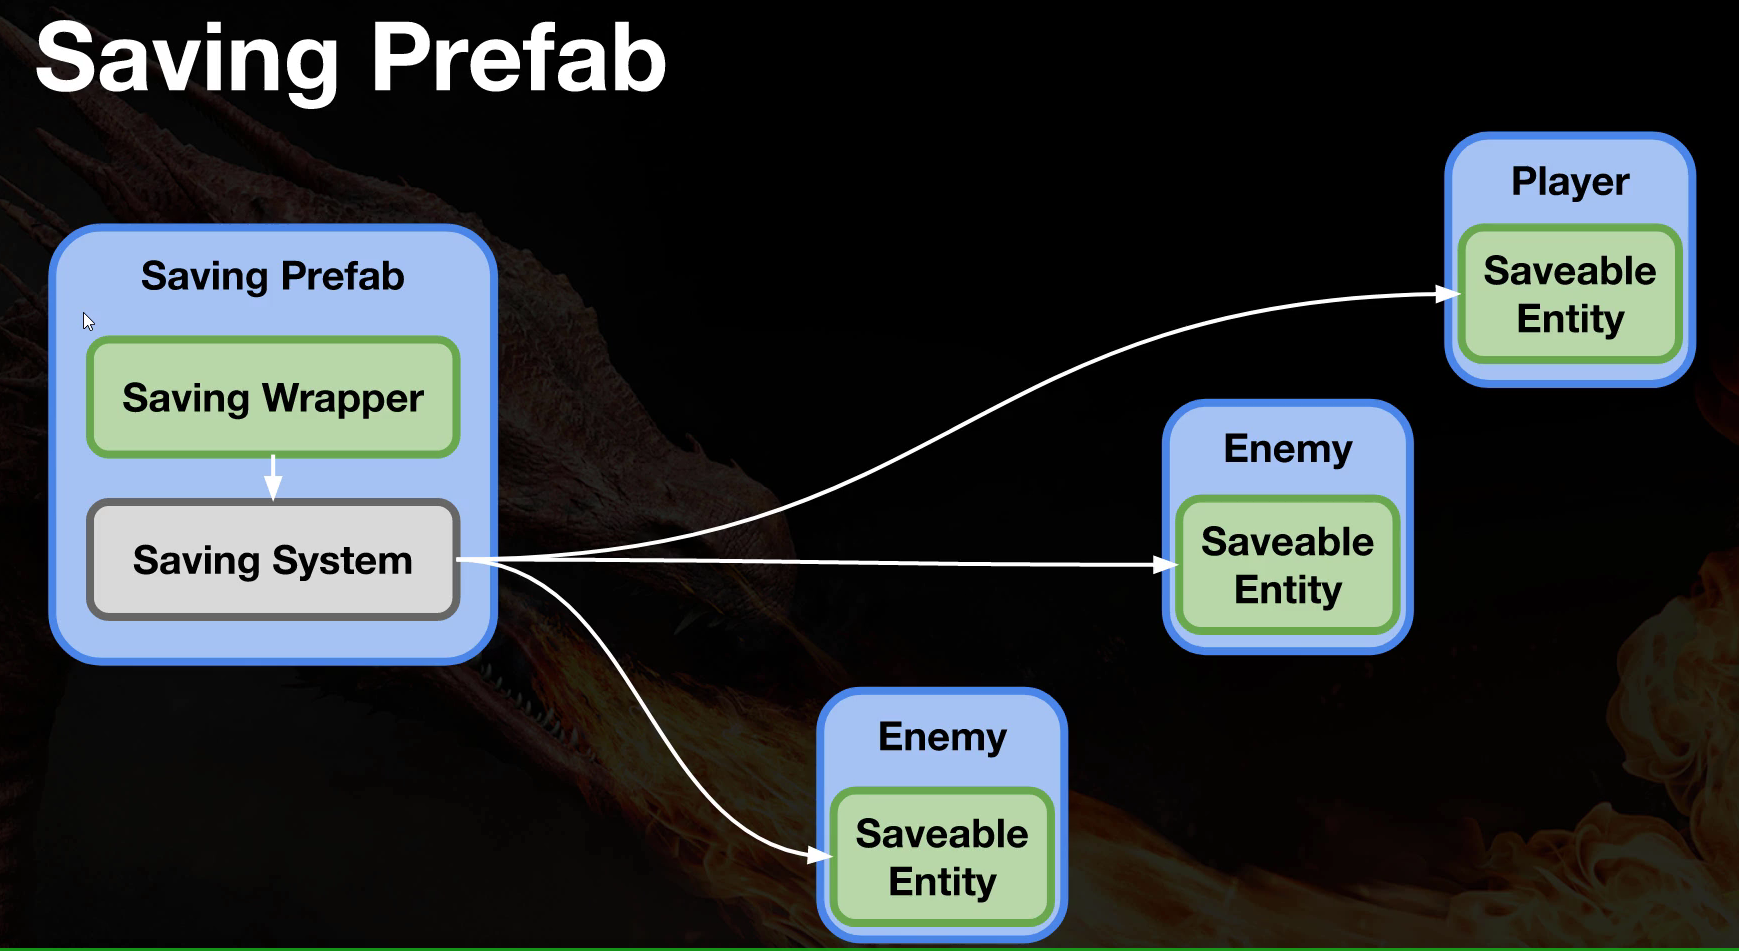 Saving Prefab
Saving Prefab
Saving Wrapper
Saving System
Player
Saveable
Entity
Enemy
Saveable
Entity
Enemy
Saveable
Entity